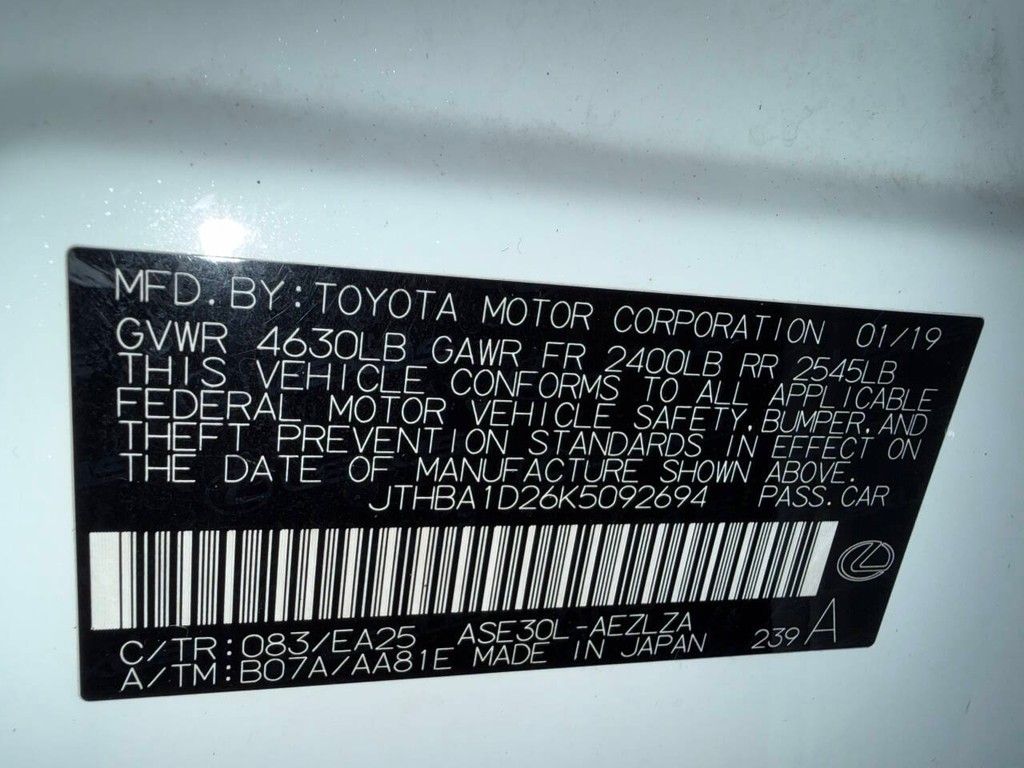 MFD. BY: TOYOTA MOTOR CORPORATION 01/19
GVWR 4630LB GAWR FR 2400LB RR 2545LB
THIS VEHICLE CONFORMS TO ALL APPLICABLE
FEDERAL MOTOR VEHICLE SAFETY, BUMPER, AND
THEFT PREVENTION STANDARDS IN EFFECT ON
THE DATE OF MANUFACTURE SHOWN ABOVE.
JTHBA1D26K5092694 PASS. CAR
C/TR: 083/EA25 ASE30L-AEZLZA 239 A
A/TM: B07A/AA81E MADE IN JAPAN